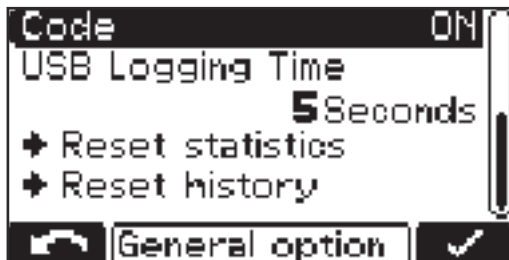 Code ON
USB Logging Time
5 Seconds
Reset statistics
Reset history
General option